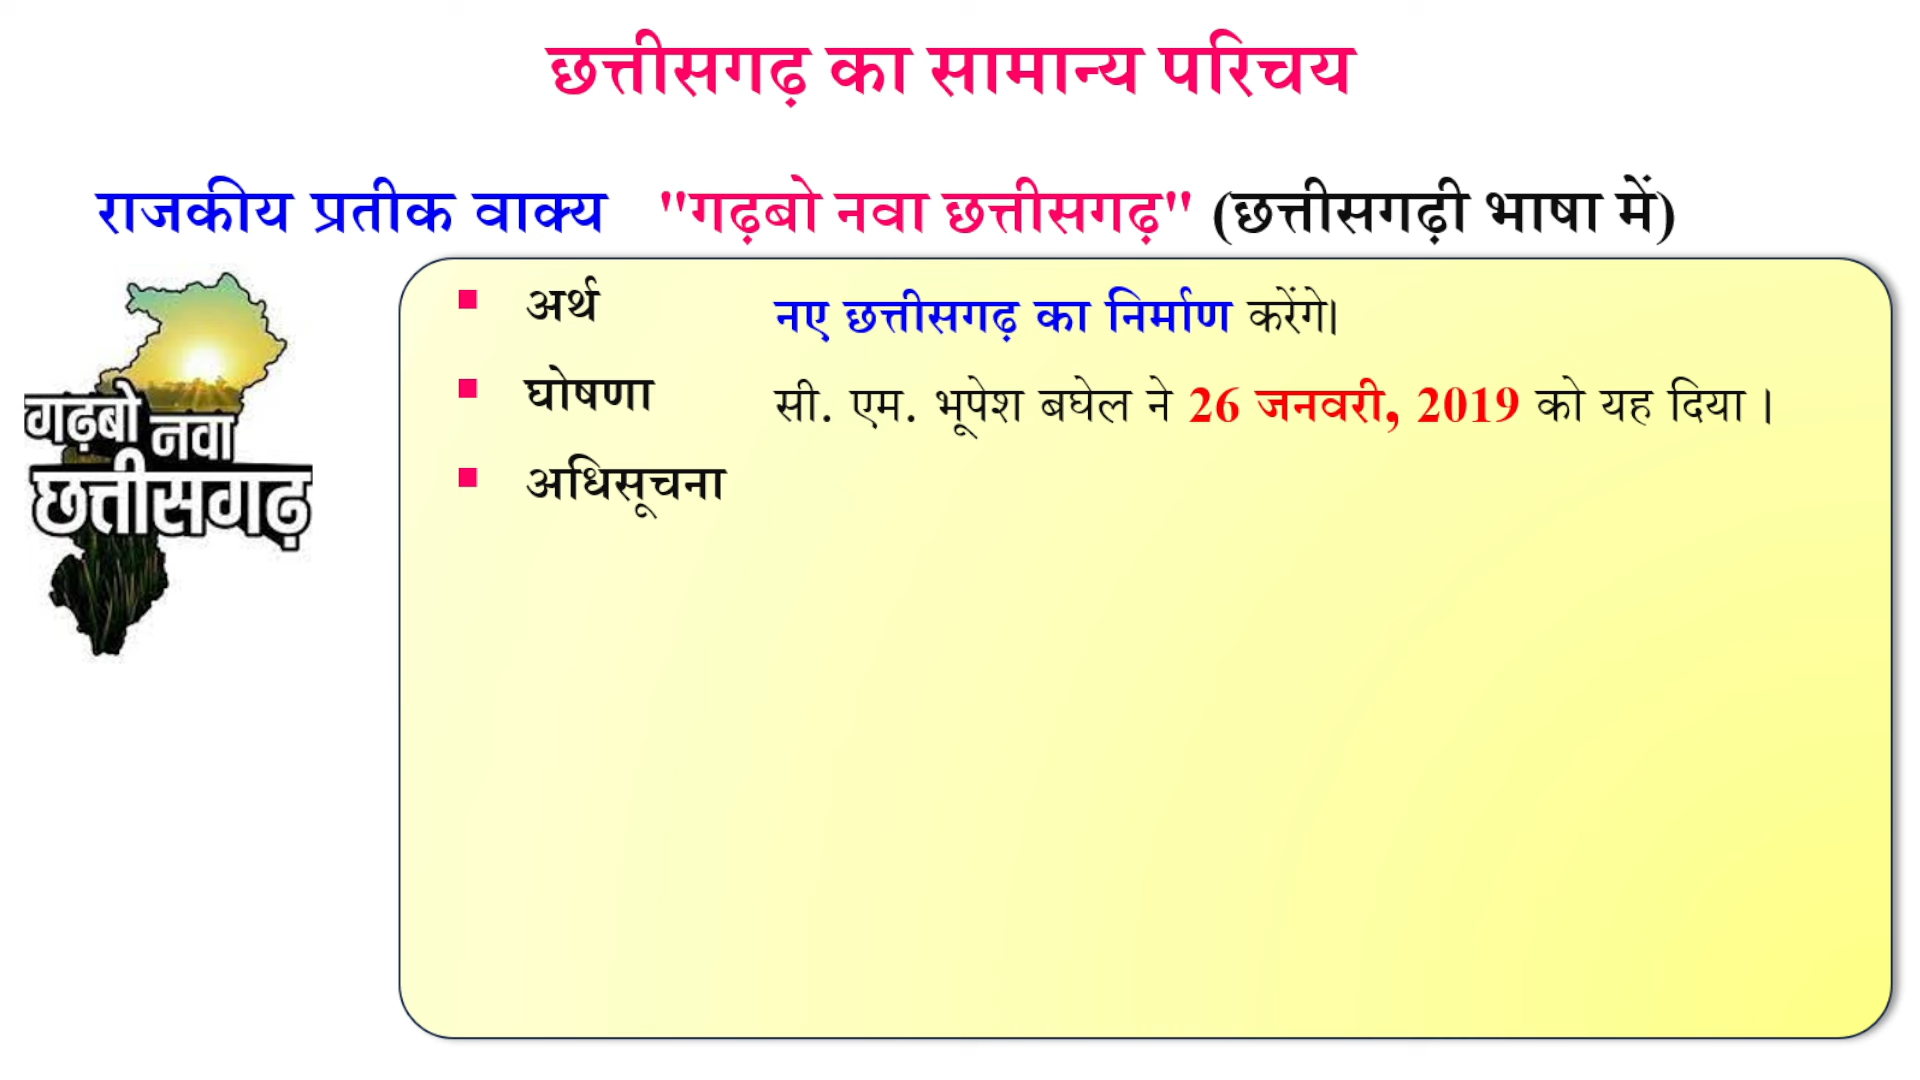 छत्तीसगढ़ का सामान्य परिचय
राजकीय प्रतीक वाक्य "गढ़बो नवा छत्तीसगढ़" (छत्तीसगढ़ी भाषा में)
गढ़बो नवा
छत्तीसगढ़
▪ अर्थ नए छत्तीसगढ़ का निर्माण करेंगे।
▪ घोषणा सी. एम. भूपेश बघेल ने 26 जनवरी, 2019 को यह दिया ।
▪ अधिसूचना